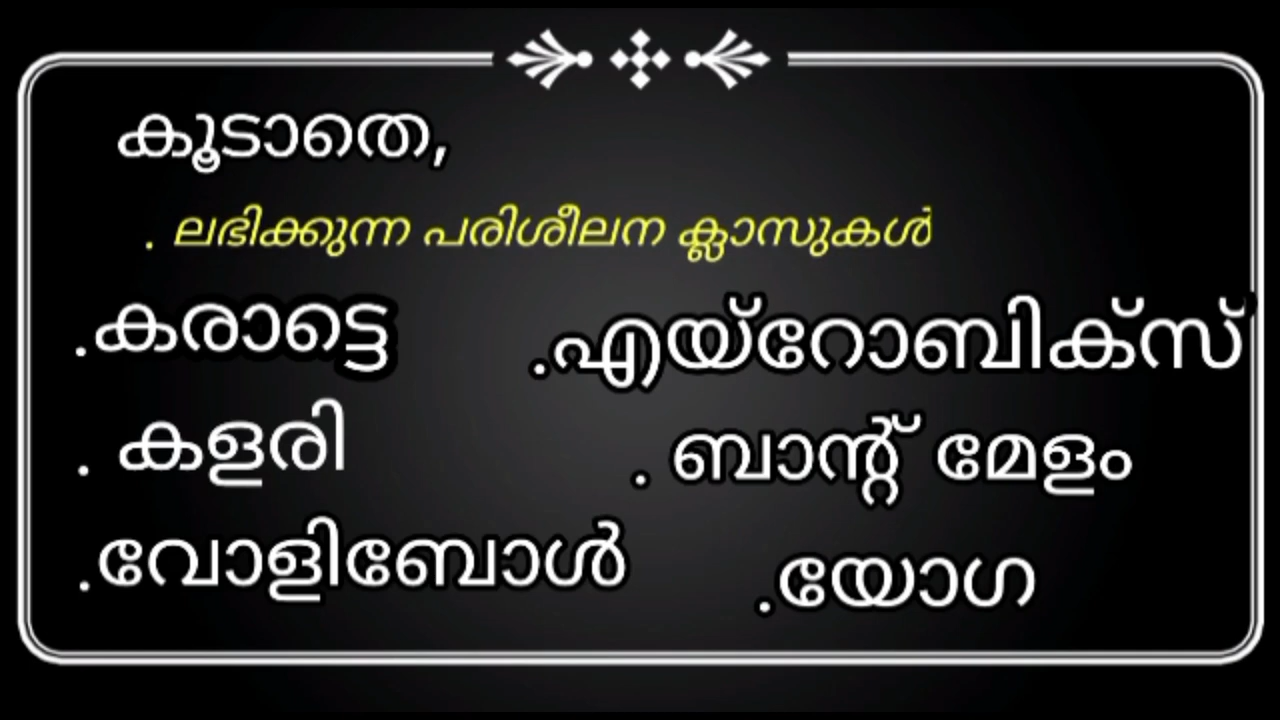 കൂടാതെ,
. ലഭിക്കുന്ന പരിശീലന ക്ലാസുകൾ
.കരാട്ടെ
.എയ്റോബിക്സ്
. കളരി
. ബാന്റ് മേളം
.വോളിബോൾ
.യോഗ